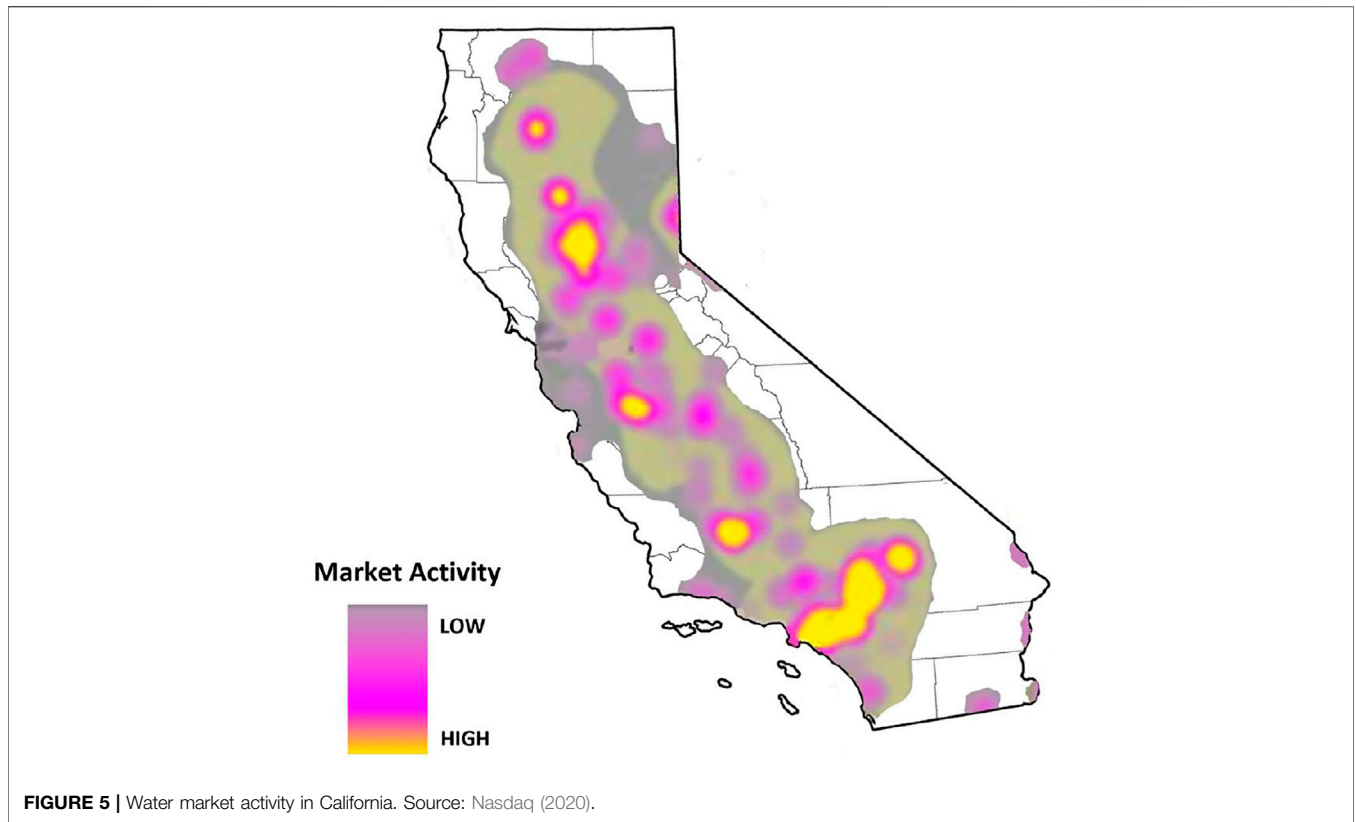 Market Activity
LOW
HIGH
FIGURE 5 | Water market activity in California. Source: Nasdaq (2020).